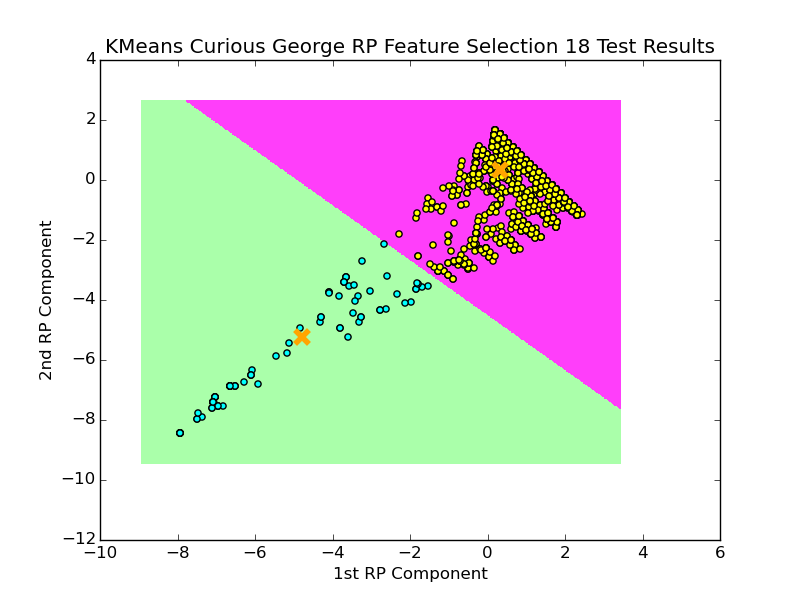 KMeans Curious George RP Feature Selection 18 Test Results
4
2
0
−2
−4
−6
−8
−10
−12
2nd RP Component
−10 −8 −6 −4 −2 0 2 4 6
1st RP Component